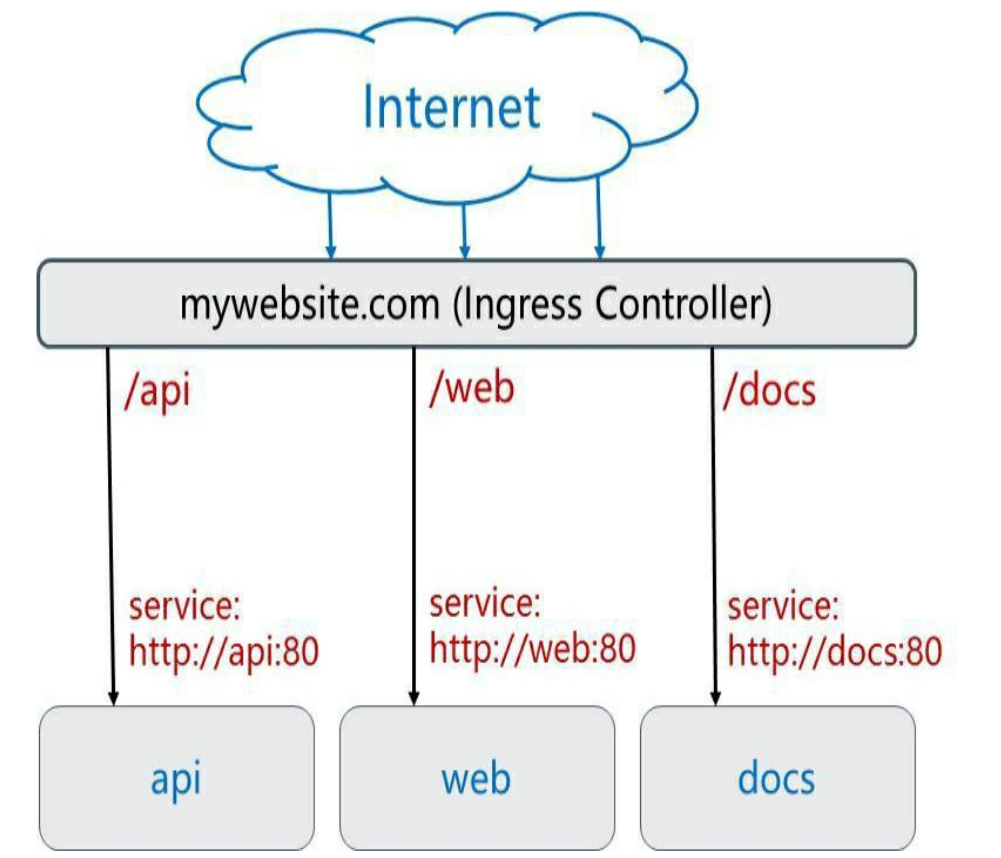 Internet
mywebsite.com (Ingress Controller)
/api
/web
/docs
service:
http://api:80
service:
http://web:80
service:
http://docs:80
api
web
docs